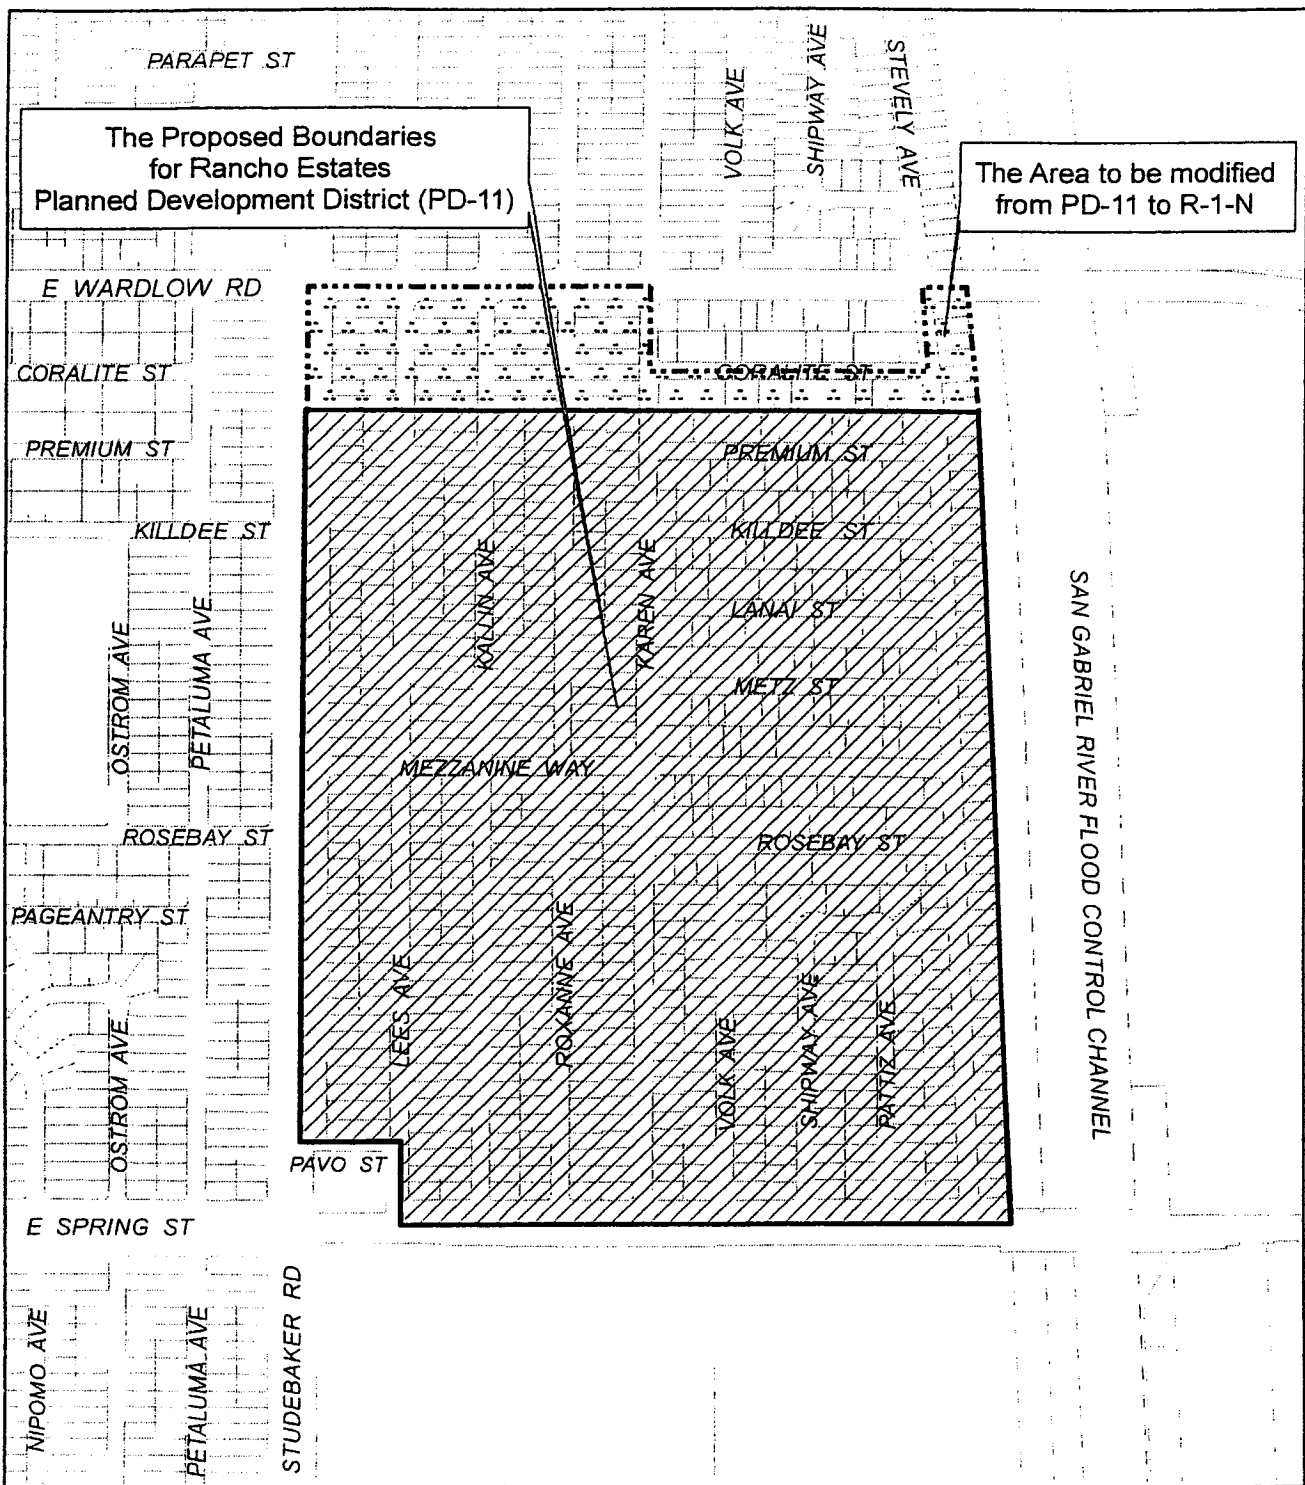 PARAPET ST
VOLK AVE
SHIPWAY AVE
STEVELY AVE
The Proposed Boundaries
for Rancho Estates
Planned Development District (PD-11)
The Area to be modified
from PD-11 to R-1-N
E WARDLOW RD
CORALITE ST
CORALITE ST
PREMIUM ST
PREMIUM ST
KILLDEE ST
KILLDEE ST
KALLIN AVE
KAREN AVE
LANAI ST
OSTROM AVE
PETALUMA AVE
METZ ST
SAN GABRIEL RIVER FLOOD CONTROL CHANNEL
MEZZANINE WAY
ROSEBAY ST
ROSEBAY ST
PAGEANTRY ST
LEES AVE
ROXANNE AVE
VOLK AVE
SHIPWAY AVE
PATTIZ AVE
OSTROM AVE
PAVO ST
E SPRING ST
NIPOMO AVE
PETALUMA AVE
STUDEBAKER RD